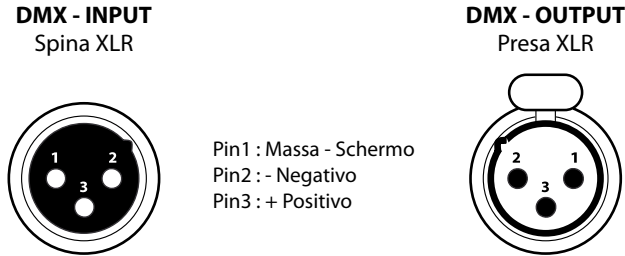 DMX - INPUT
Spina XLR
1 2
3
Pin1 : Massa - Schermo
Pin2 : - Negativo
Pin3 : + Positivo
DMX - OUTPUT
Presa XLR
2 1
3